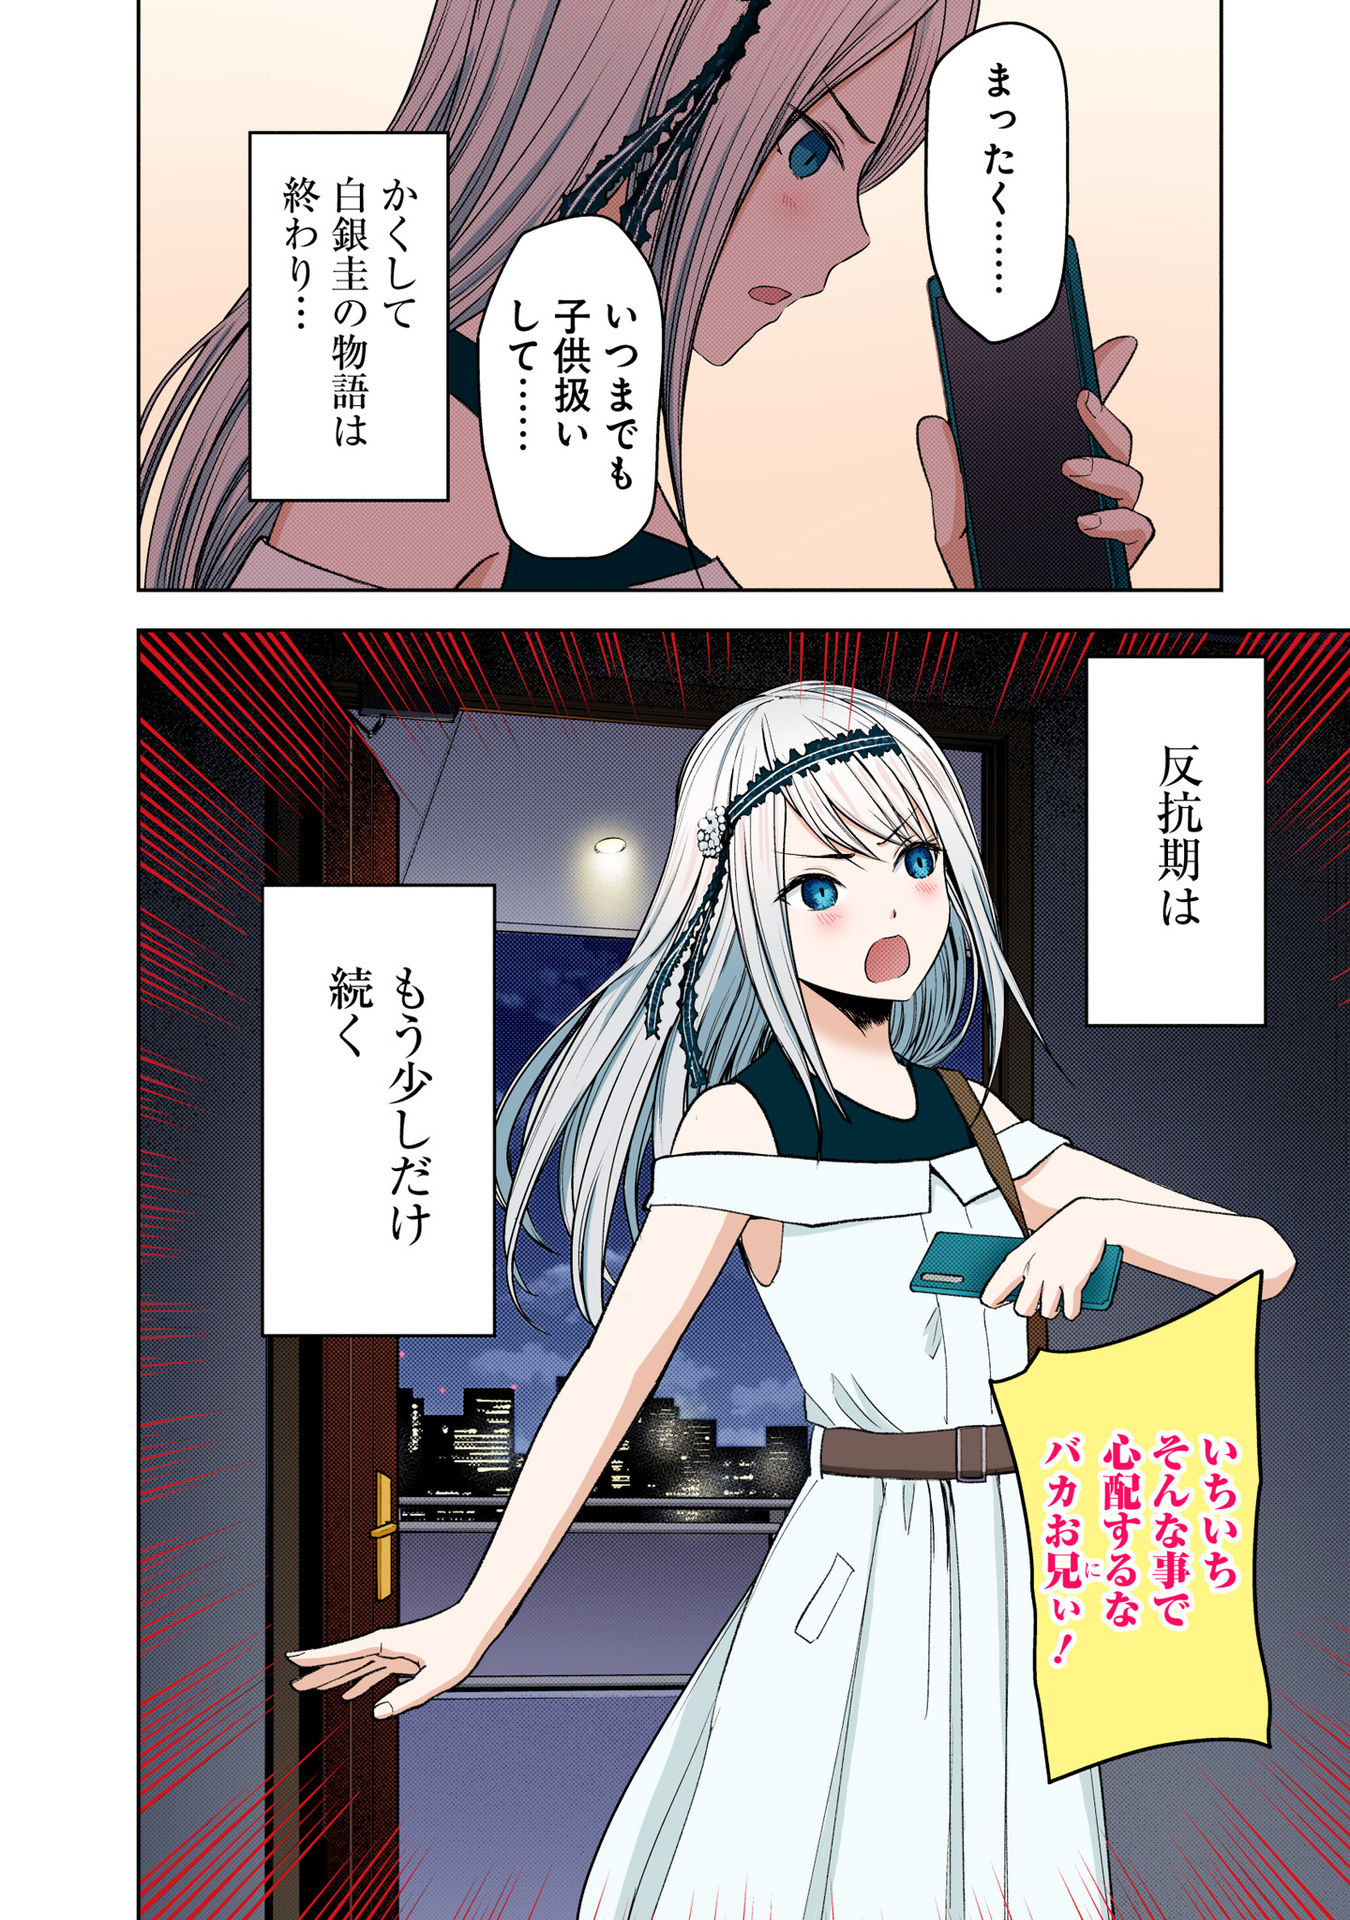 まったく……
いつまでも
子供扱い
して……
かくして
白銀圭の物語は
終わり…
反抗期は
もう少しだけ
続く
いちいち
そんな事で
心配するな
バカお兄ぃ！
に